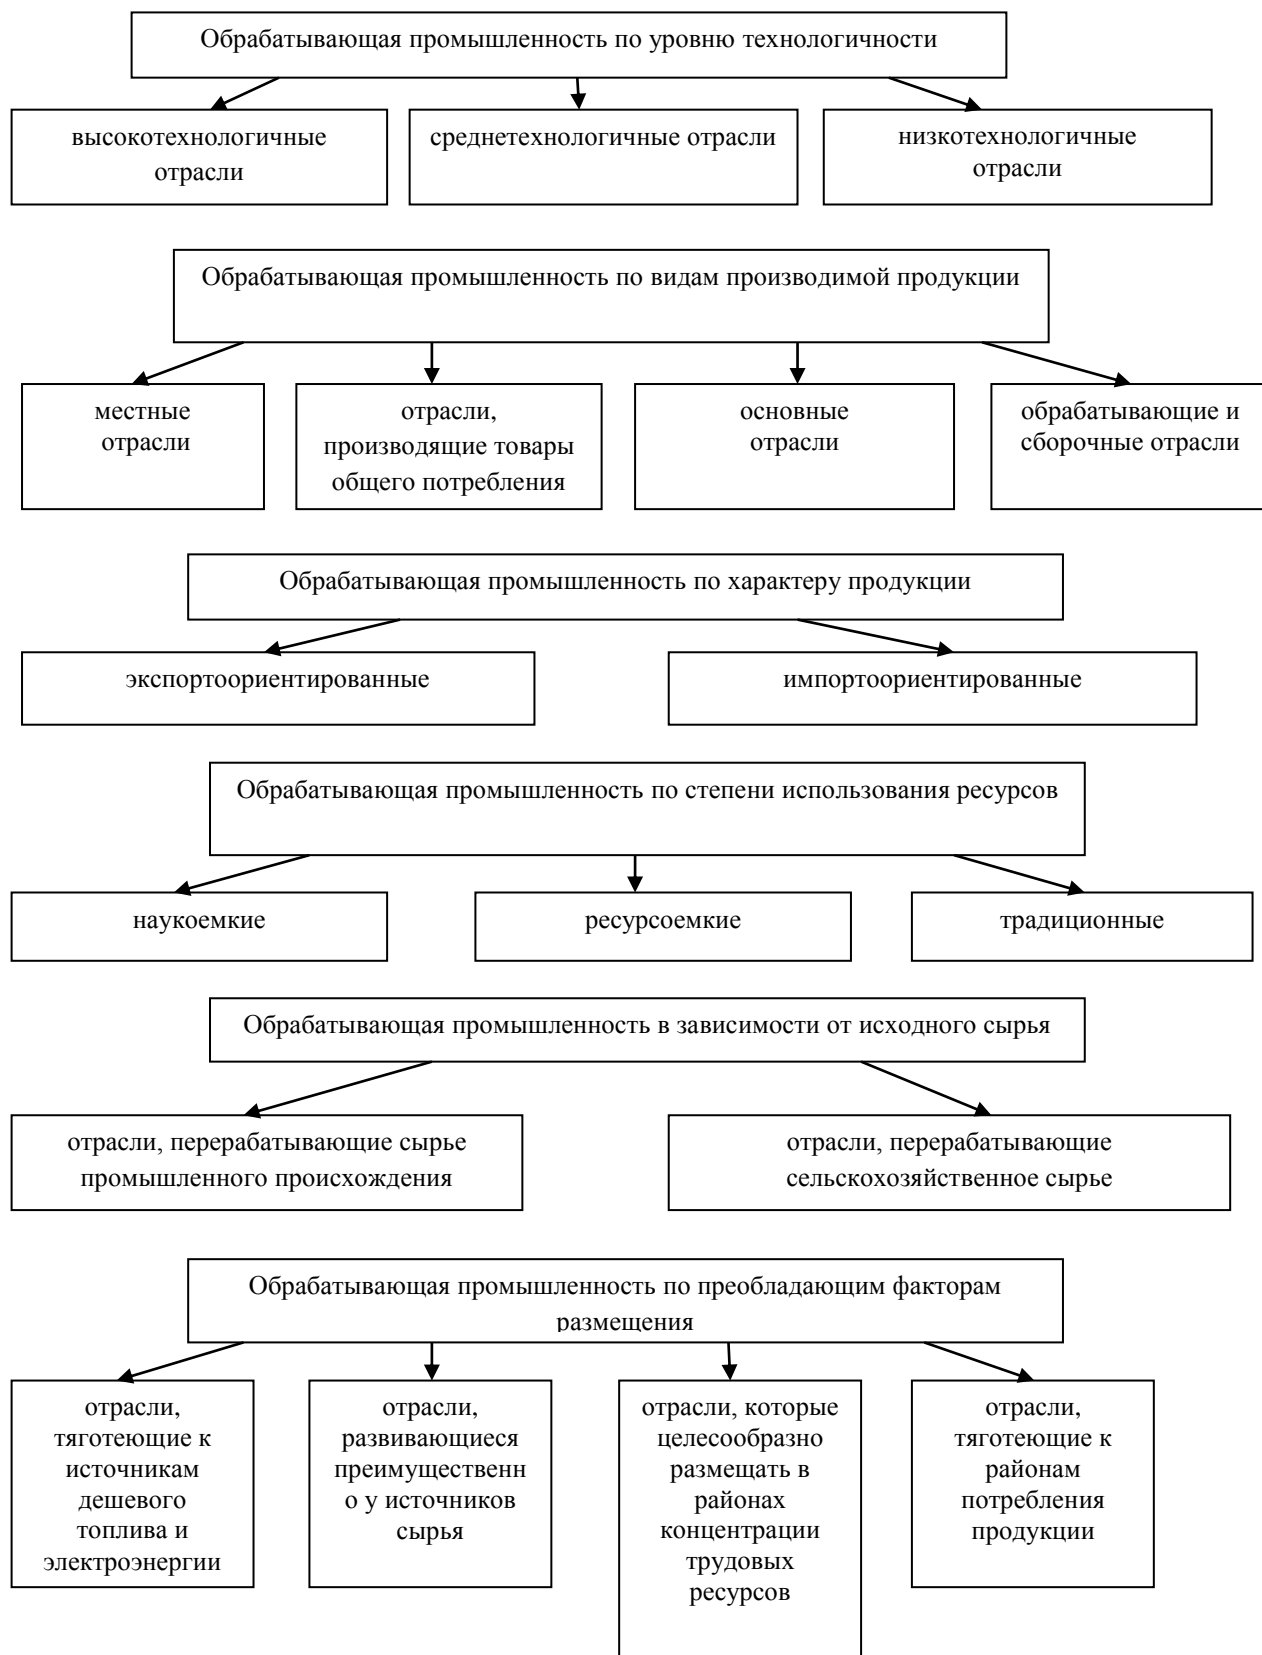 Обрабатывающая промышленность по уровню технологичности
высокотехнологичные
отрасли
среднетехнологичные отрасли
низкотехнологичные
отрасли
Обрабатывающая промышленность по видам производимой продукции
местные
отрасли
отрасли,
производящие товары
общего потребления
основные
отрасли
обрабатывающие и
сборочные отрасли
Обрабатывающая промышленность по характеру продукции
экспортоориентированные
импортоориентированные
Обрабатывающая промышленность по степени использования ресурсов
наукоемкие
ресурсоемкие
традиционные
Обрабатывающая промышленность в зависимости от исходного сырья
отрасли, перерабатывающие сырье
промышленного происхождения
отрасли, перерабатывающие
сельскохозяйственное сырье
Обрабатывающая промышленность по преобладающим факторам
размещения
отрасли,
тяготеющие к
источникам
дешевого
топлива и
электроэнергии
отрасли,
развивающиеся
преимущественн
о у источников
сырья
отрасли, которые
целесообразно
размещать в
районах
концентрации
трудовых
ресурсов
отрасли,
тяготеющие к
районам
потребления
продукции